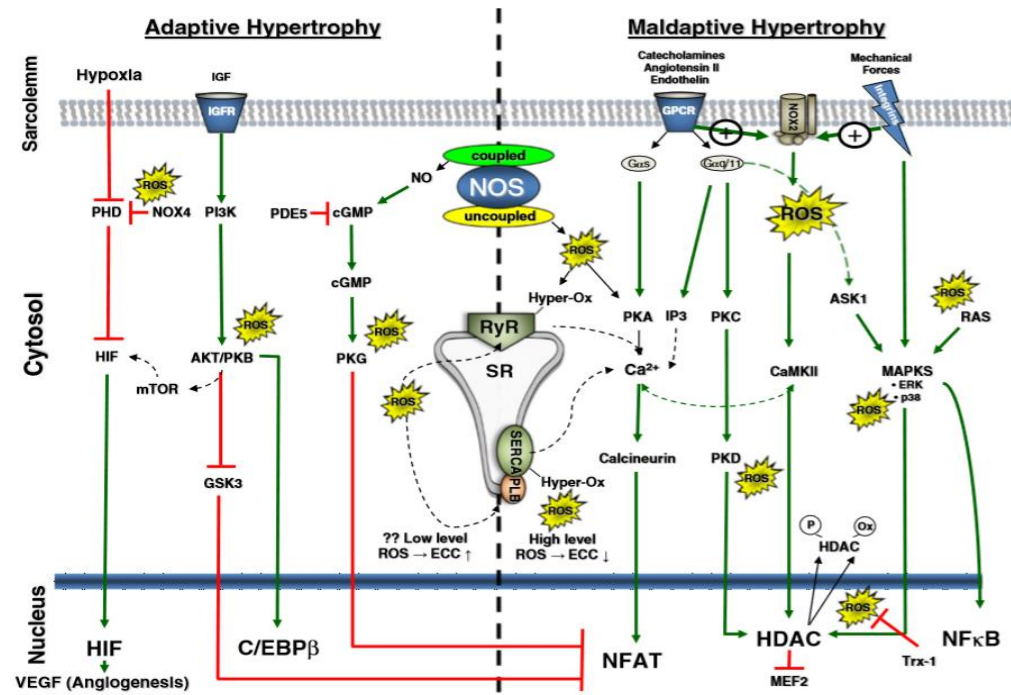 Adaptive Hypertrophy
Maldaptive Hypertrophy
Sarcolemm
Cytosol
Nucleus
Hypoxia
IGF
IGFR
Catecholamines
Angiotensin II
Endothelin
GPCR
+
NOX2
+
Mechanical
Forces
Integrins
coupled
NOS
uncoupled
NO
Gαs
Gαq/11
ROS
PHD
NOX4
PI3K
PDE5
cGMP
ROS
ROS
cGMP
Hyper-Ox
ASK1
ROS
RAS
ROS
ROS
RyR
PKA
IP3
PKC
HIF
AKT/PKB
PKG
SR
Ca²⁺
CaMKII
MAPKS
• ERK
• p38
ROS
mTOR
ROS
SERCA
PLB
Hyper-Ox
ROS
Calcineurin
PKD
ROS
GSK3
?? Low level
ROS → ECC ↑
High level
ROS → ECC ↓
P
Ox
HDAC
ROS
HIF
VEGF (Angiogenesis)
C/EBPβ
NFAT
HDAC
MEF2
Trx-1
NFκB